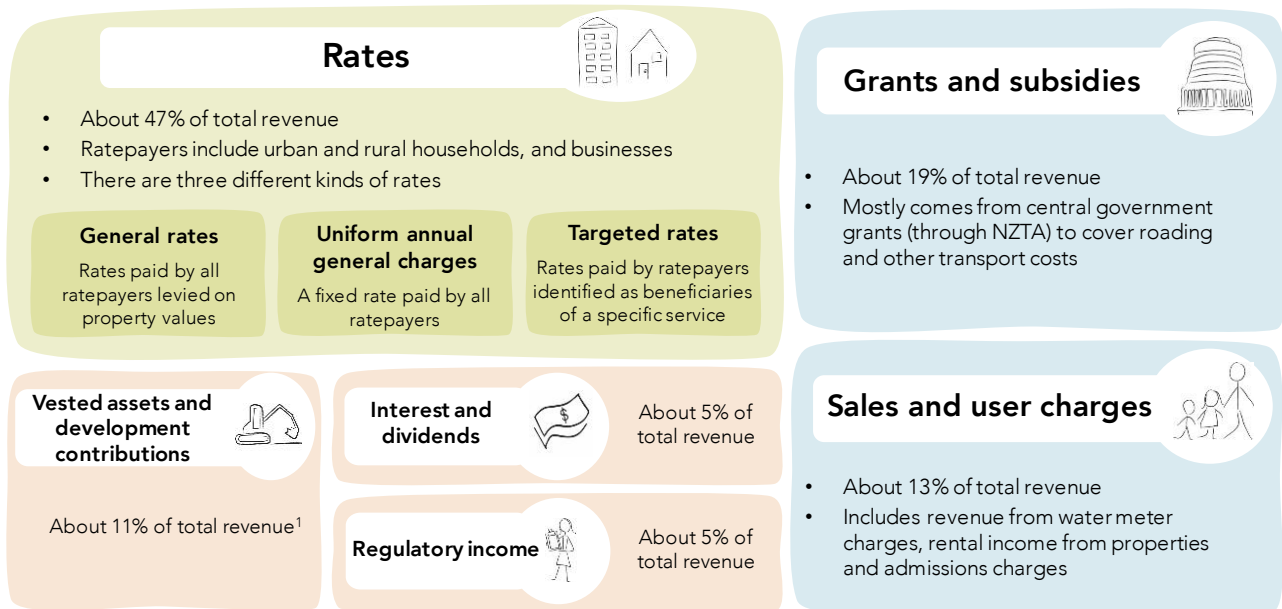 Rates
• About 47% of total revenue
• Ratepayers include urban and rural households, and businesses
• There are three different kinds of rates
General rates
Rates paid by all
ratepayers levied on
property values
Uniform annual
general charges
A fixed rate paid by all
ratepayers
Targeted rates
Rates paid by ratepayers
identified as beneficiaries
of a specific service
Grants and subsidies
• About 19% of total revenue
• Mostly comes from central government
grants (through NZTA) to cover roading
and other transport costs
Vested assets and
development
contributions
About 11% of total revenue¹
Interest and
dividends
$
About 5% of
total revenue
Regulatory income
About 5% of
total revenue
Sales and user charges
• About 13% of total revenue
• Includes revenue from water meter
charges, rental income from properties
and admissions charges